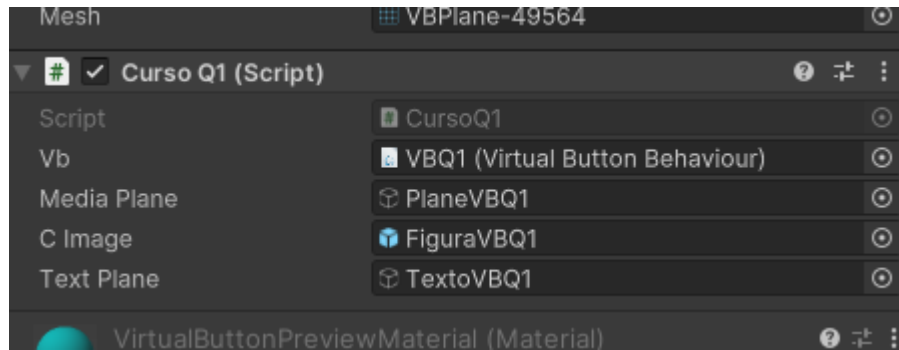 Mesh VBPlane-49564
# Curso Q1 (Script)
Script # CursoQ1
Vb VBQ1 (Virtual Button Behaviour)
Media Plane PlaneVBQ1
C Image FiguraVBQ1
Text Plane TextoVBQ1
VirtualButtonPreviewMaterial (Material)